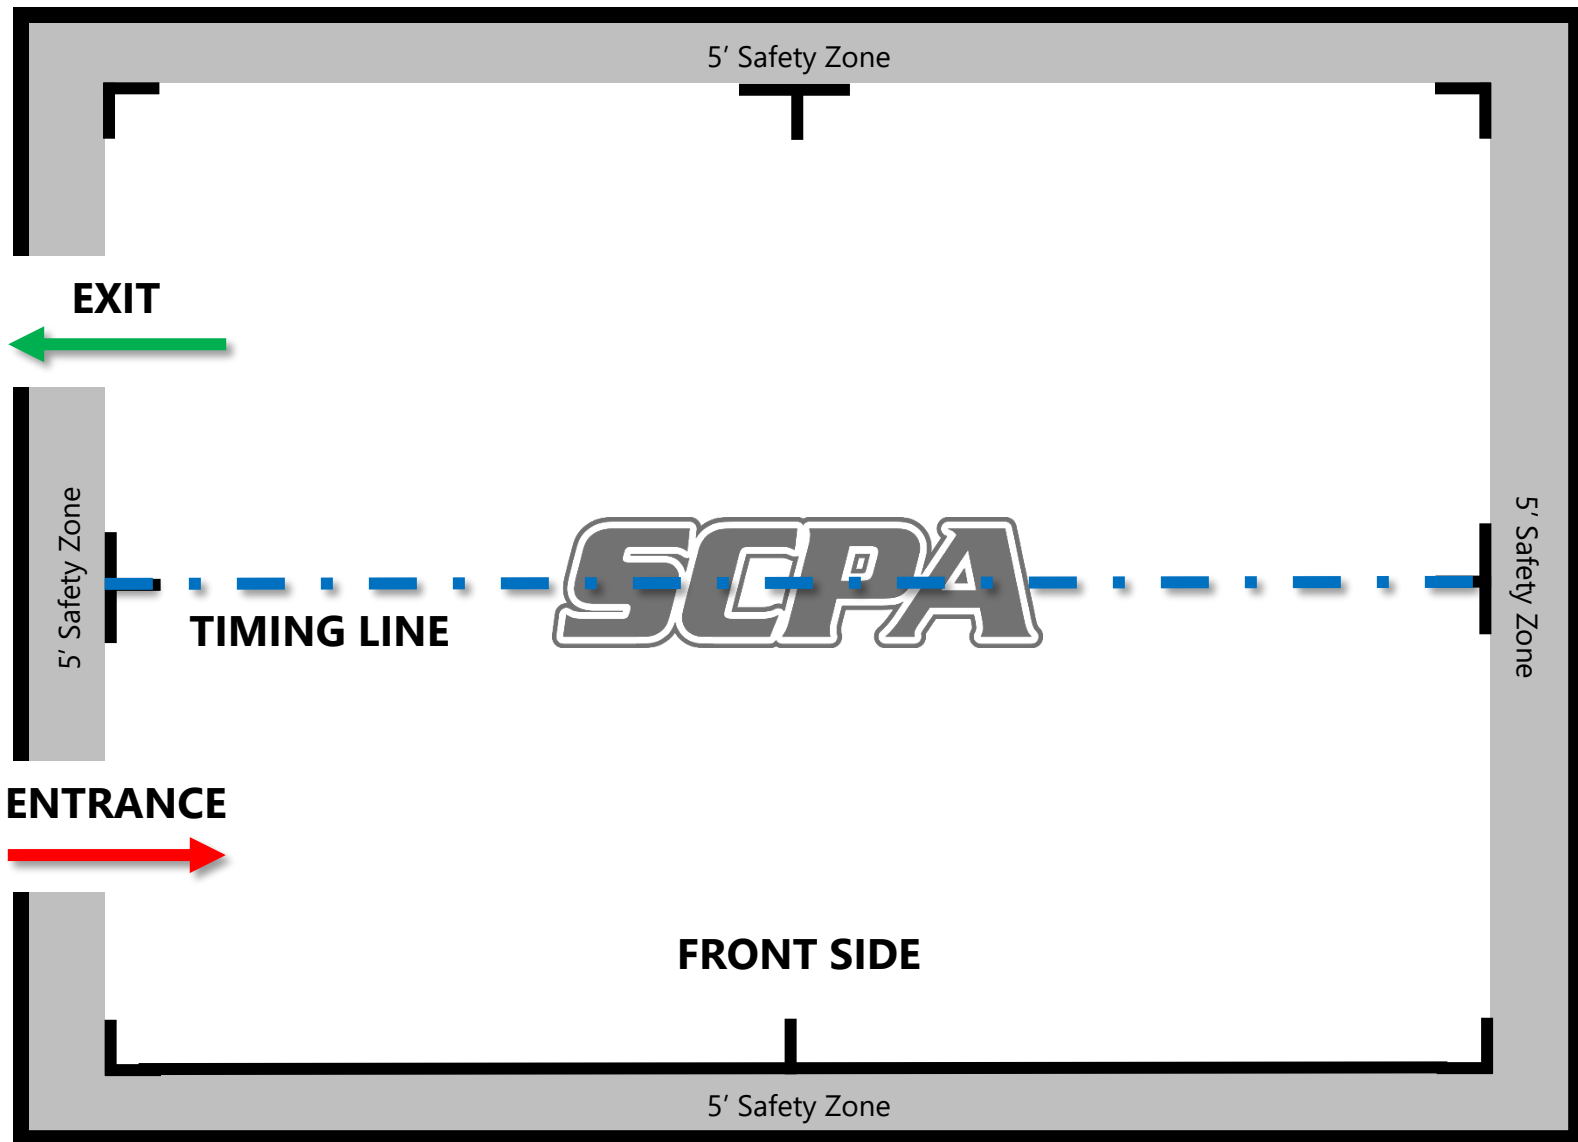 5' Safety Zone
EXIT
5' Safety Zone
SCPA
5' Safety Zone
TIMING LINE
ENTRANCE
FRONT SIDE
5' Safety Zone